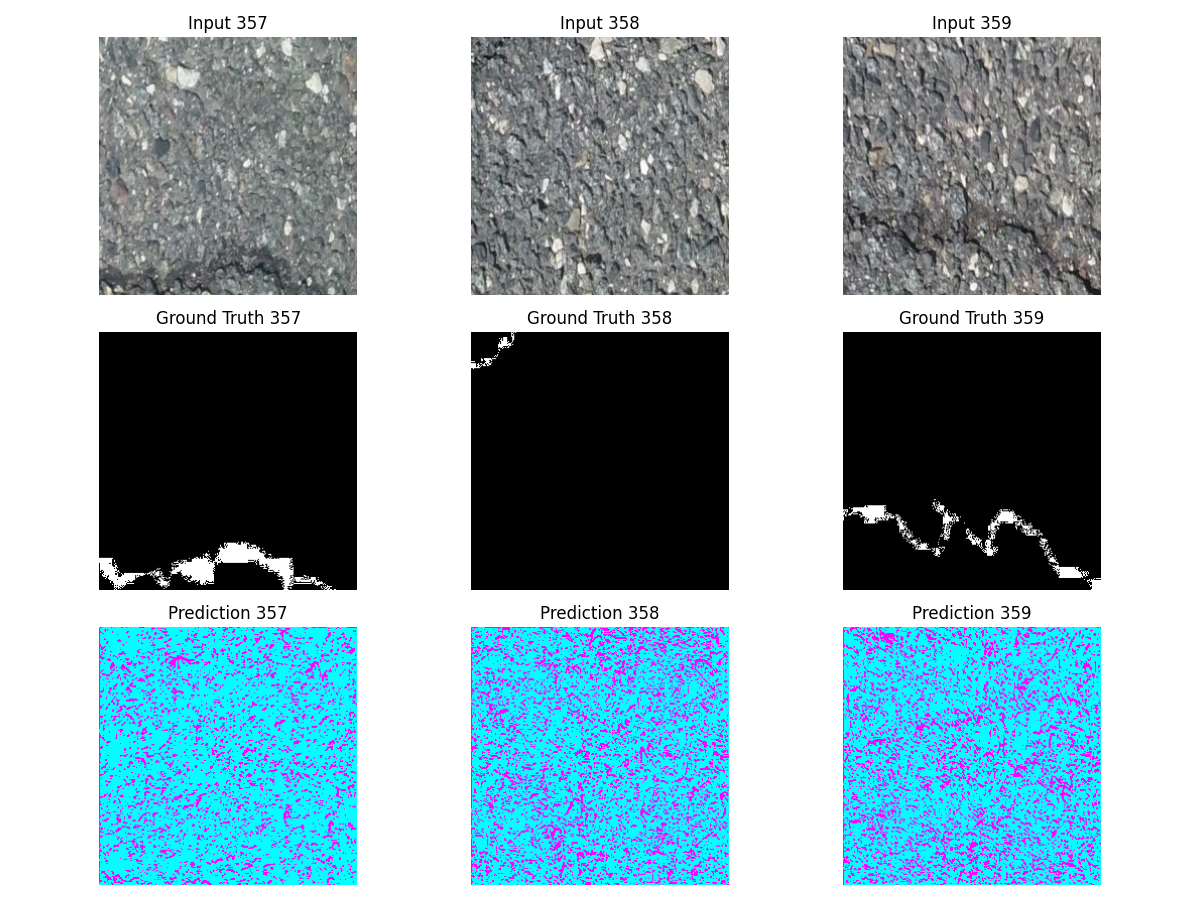 Input 357
Input 358
Input 359
Ground Truth 357
Ground Truth 358
Ground Truth 359
Prediction 357
Prediction 358
Prediction 359